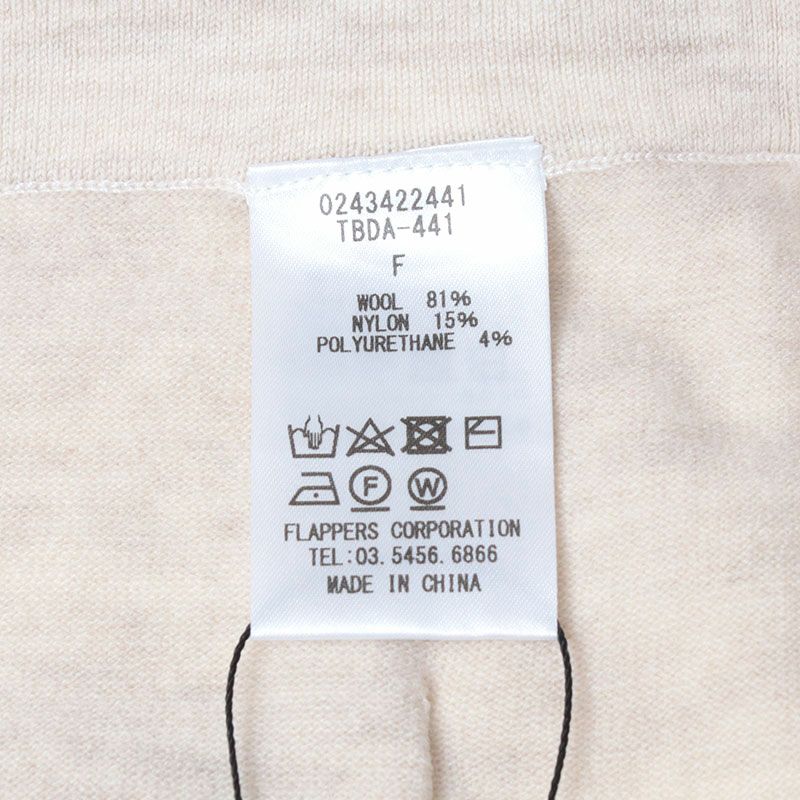 0243422441
TBDA-441
F
WOOL 81%
NYLON 15%
POLYURETHANE 4%
F W
FLAPPERS CORPORATION
TEL:03.5456.6866
MADE IN CHINA